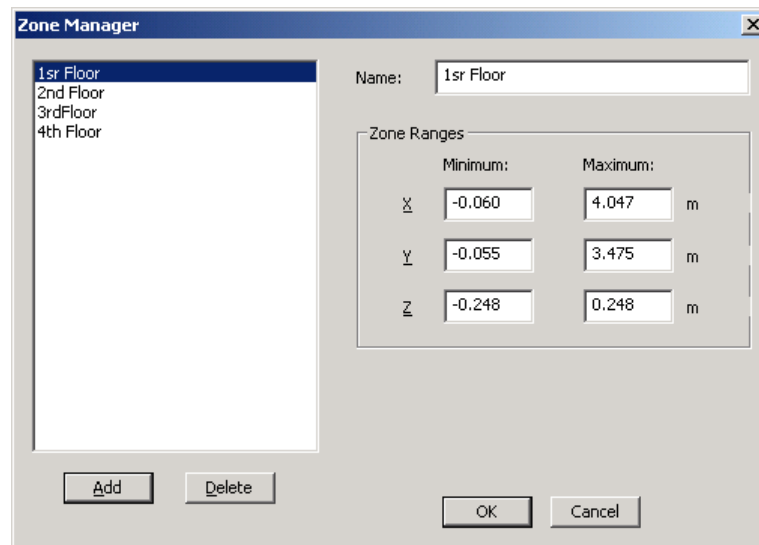 Zone Manager
1sr Floor
2nd Floor
3rdFloor
4th Floor
Name: 1sr Floor
Zone Ranges
Minimum: Maximum:
X -0.060 4.047 m
Y -0.055 3.475 m
Z -0.248 0.248 m
Add Delete
OK Cancel